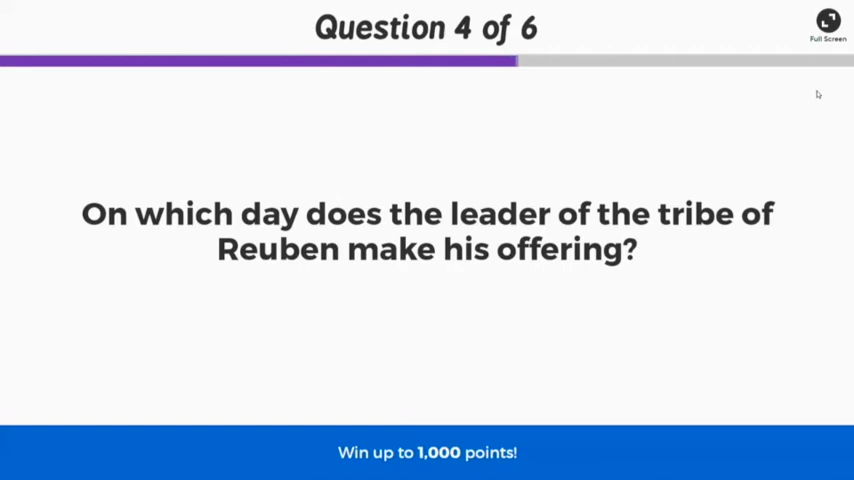 Question 4 of 6
Full Screen
On which day does the leader of the tribe of
Reuben make his offering?
Win up to 1,000 points!